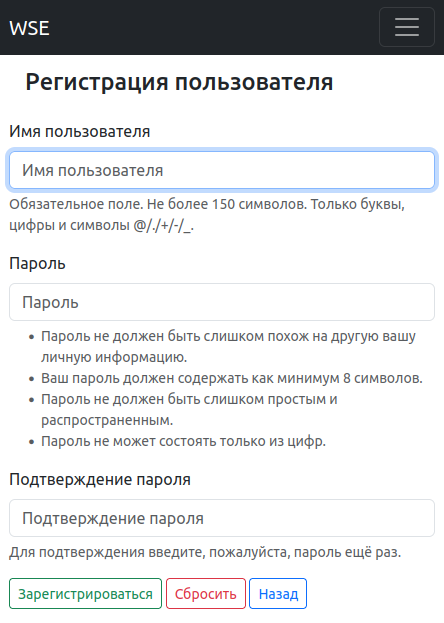 WSE
Регистрация пользователя
Имя пользователя
Имя пользователя
Обязательное поле. Не более 150 символов. Только буквы,
цифры и символы @/./+/-/_.
Пароль
Пароль
• Пароль не должен быть слишком похож на другую вашу
личную информацию.
• Ваш пароль должен содержать как минимум 8 символов.
• Пароль не должен быть слишком простым и
распространенным.
• Пароль не может состоять только из цифр.
Подтверждение пароля
Подтверждение пароля
Для подтверждения введите, пожалуйста, пароль ещё раз.
Зарегистрироваться Сбросить Назад